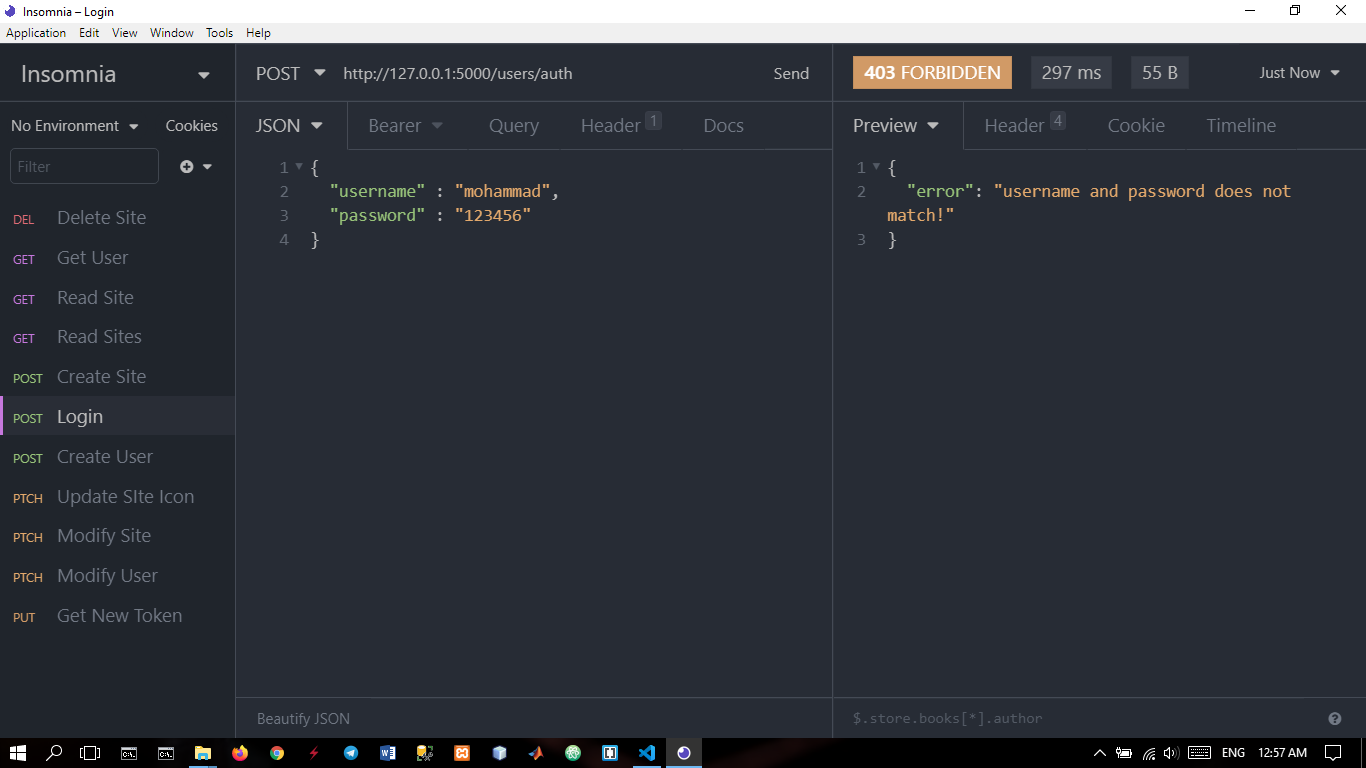 Insomnia – Login
Application Edit View Window Tools Help
Insomnia
No Environment Cookies
Filter
DEL Delete Site
GET Get User
GET Read Site
GET Read Sites
POST Create Site
POST Login
POST Create User
PTCH Update SIte Icon
PTCH Modify Site
PTCH Modify User
PUT Get New Token
POST http://127.0.0.1:5000/users/auth Send
JSON Bearer Query Header 1 Docs
1 {
2 "username" : "mohammad",
3 "password" : "123456"
4 }
Beautify JSON
403 FORBIDDEN 297 ms 55 B Just Now
Preview Header 4 Cookie Timeline
1 {
2 "error": "username and password does not
match!"
3 }
$.store.books[*].author
ENG 12:57 AM